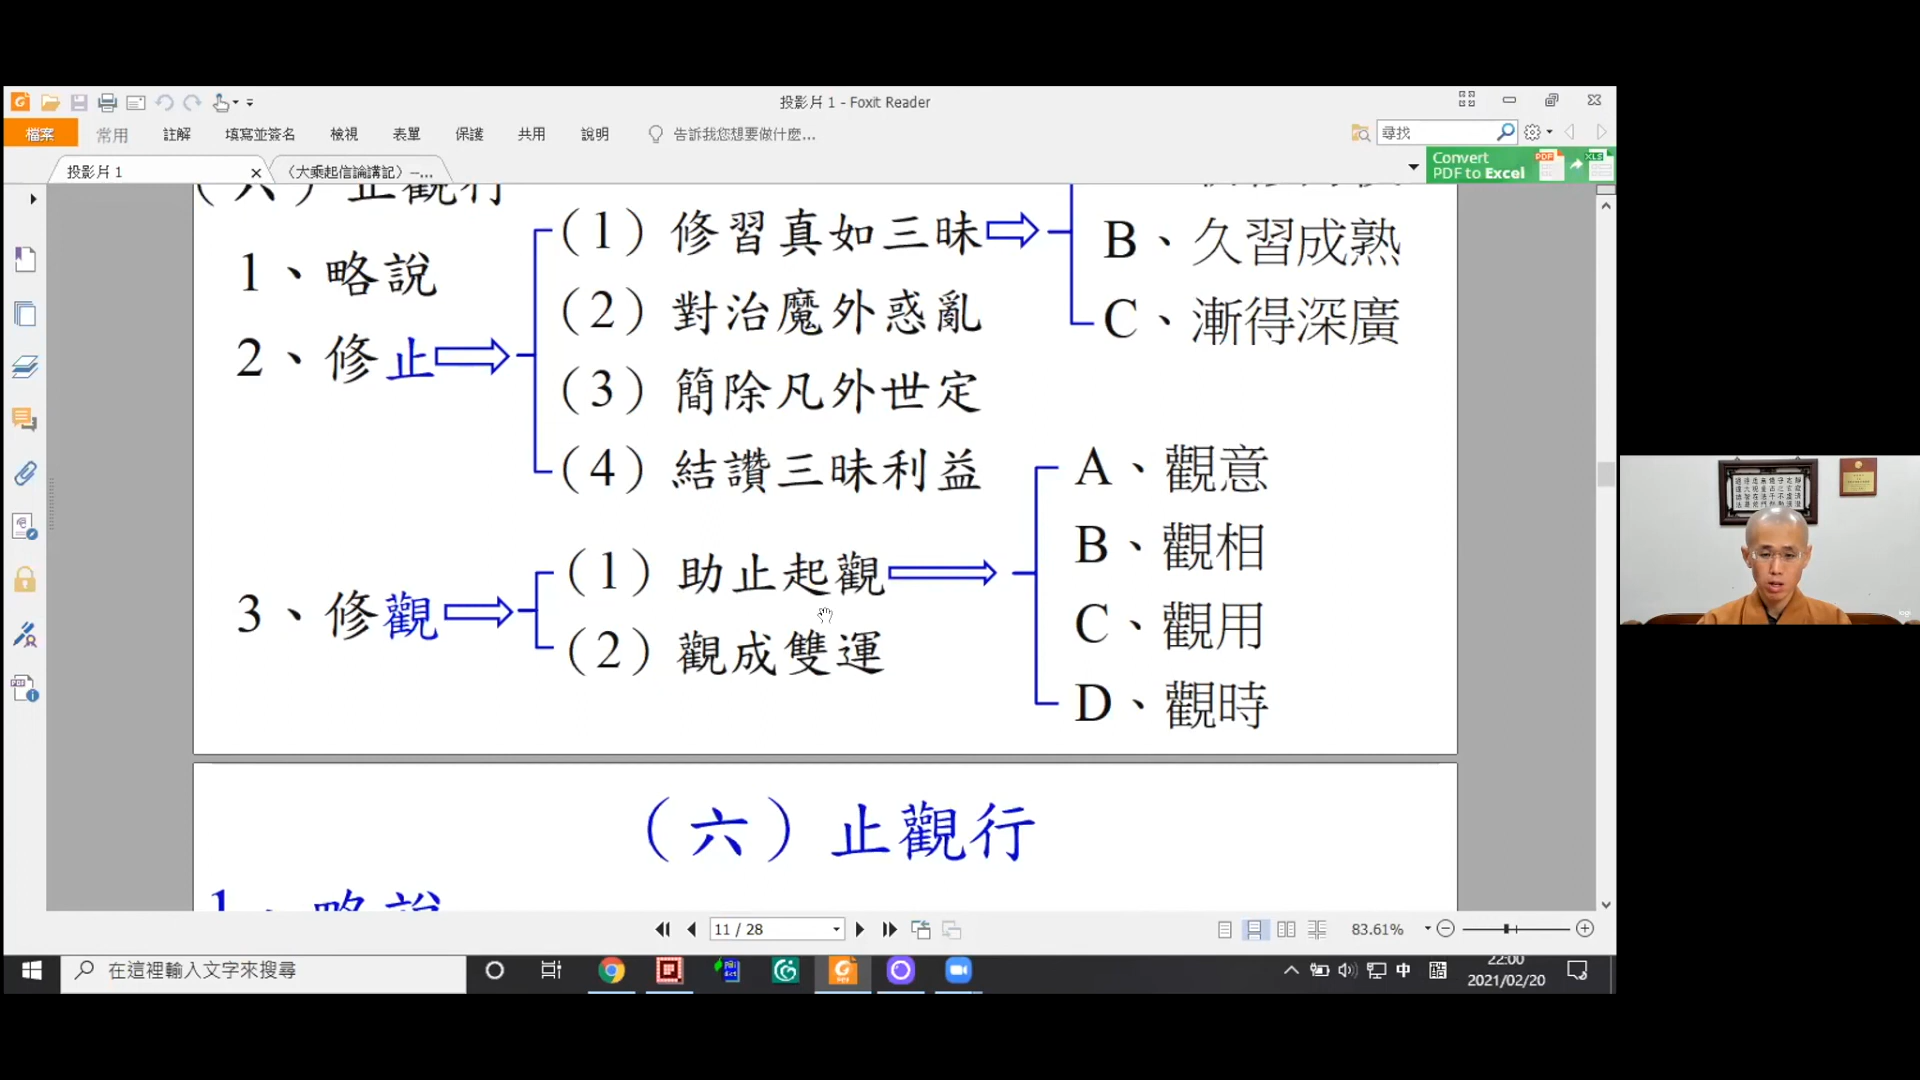 投影片 1 - Foxit Reader
檔案 常用 註解 填寫並簽名 檢視 表單 保護 共用 說明 告訴我您想要做什麼... 尋找
投影片 1 《大乘起信論講記》--...
Convert
PDF to Excel
（六）止觀行
（1）修習真如三昧
B、久習成熟
1、略說
（2）對治魔外惑亂
C、漸得深廣
2、修止
（3）簡除凡外世定
（4）結讚三昧利益
A、觀意
B、觀相
（1）助止起觀
3、修觀
C、觀用
（2）觀成雙運
D、觀時
（六）止觀行
1、略說
11 / 28
83.61%
在這裡輸入文字來搜尋
中
22:00
2021/02/20